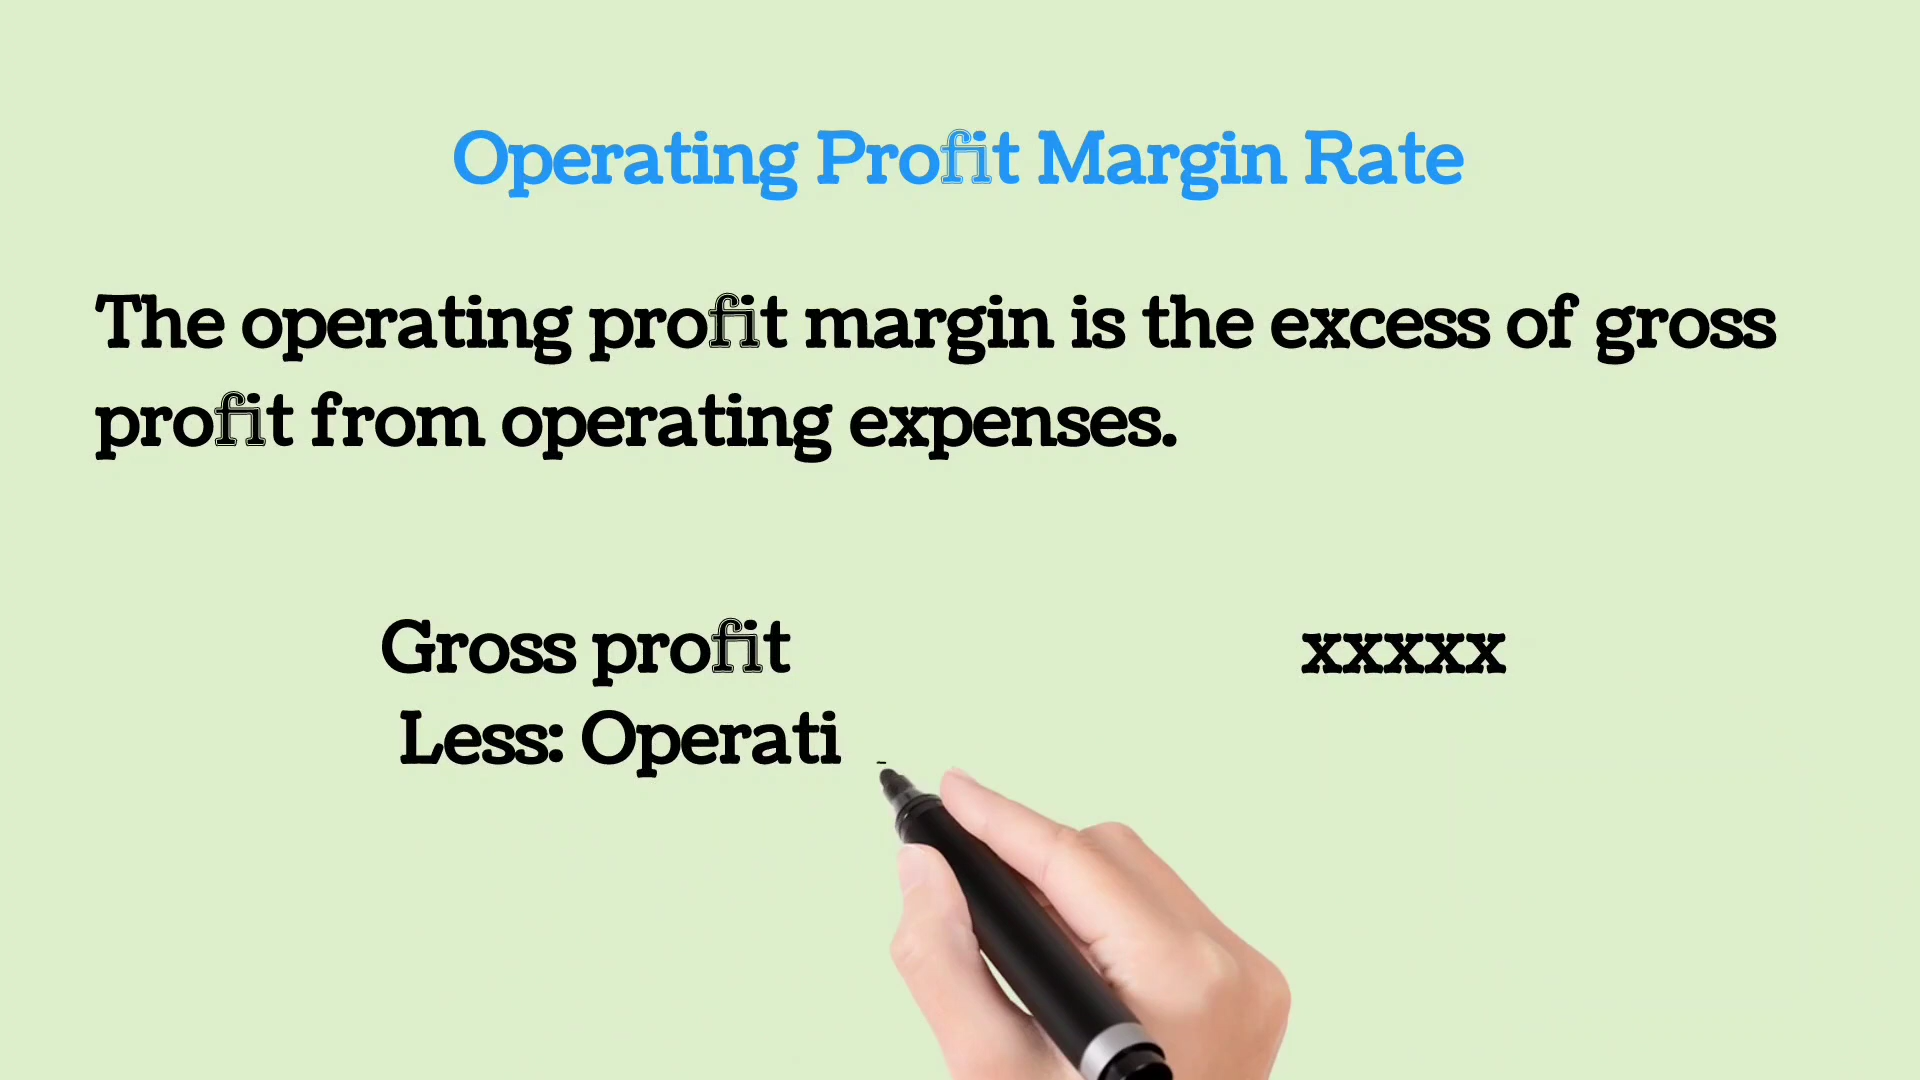 Operating Profit Margin Rate
The operating profit margin is the excess of gross
profit from operating expenses.
Gross profit xxxxx
Less: Operati